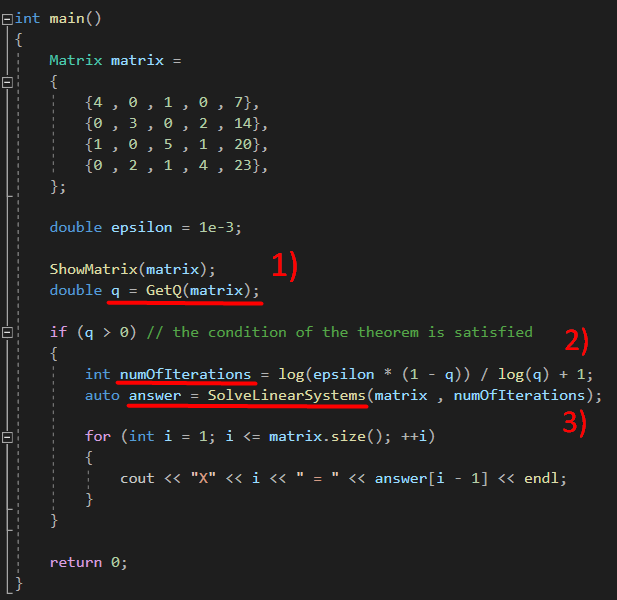 int main()
{
Matrix matrix =
{
{4 , 0 , 1 , 0 , 7},
{0 , 3 , 0 , 2 , 14},
{1 , 0 , 5 , 1 , 20},
{0 , 2 , 1 , 4 , 23},
};
double epsilon = 1e-3;
ShowMatrix(matrix);
1)
double q = GetQ(matrix);
if (q > 0) // the condition of the theorem is satisfied
2)
{
int numOfIterations = log(epsilon * (1 - q)) / log(q) + 1;
auto answer = SolveLinearSystems(matrix , numOfIterations);
3)
for (int i = 1; i <= matrix.size(); ++i)
{
cout << "X" << i << " = " << answer[i - 1] << endl;
}
}
return 0;
}